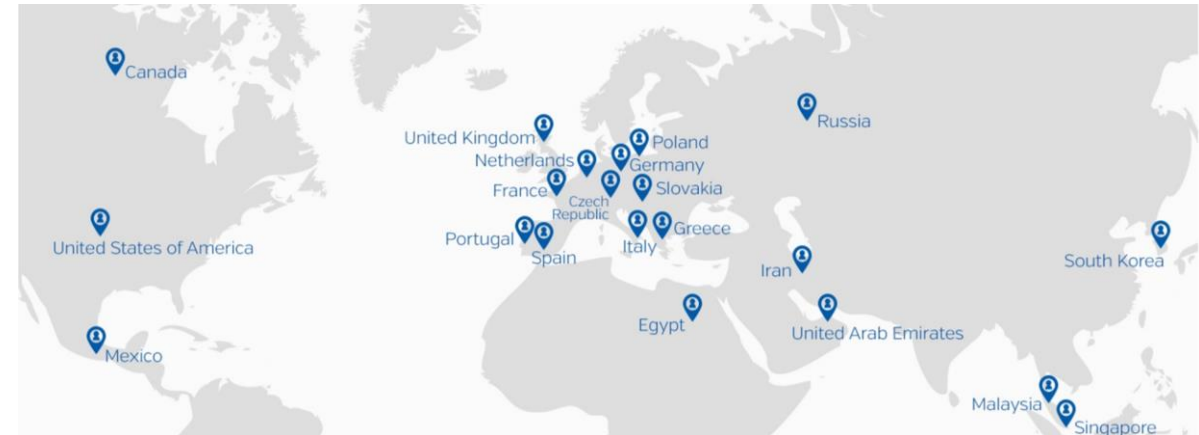 Canada
Russia
United Kingdom
Poland
Netherlands
Germany
France
Slovakia
Czech
Republic
Portugal
Greece
Italy
Spain
United States of America
South Korea
Iran
Egypt
United Arab Emirates
Mexico
Malaysia
Singapore